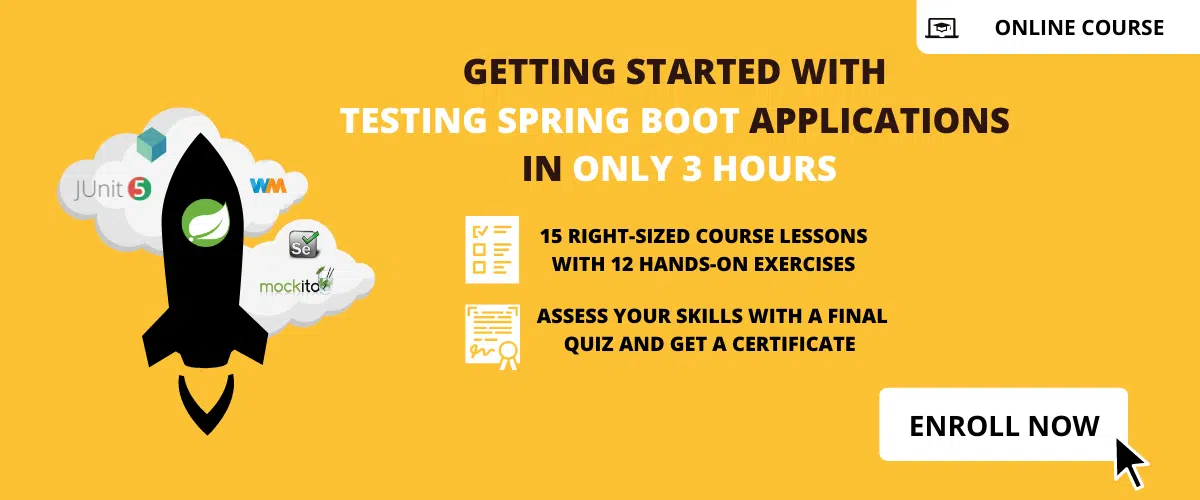 ONLINE COURSE
GETTING STARTED WITH
TESTING SPRING BOOT APPLICATIONS
IN ONLY 3 HOURS
JUnit 5
WM
Se
mockito
15 RIGHT-SIZED COURSE LESSONS
WITH 12 HANDS-ON EXERCISES
ASSESS YOUR SKILLS WITH A FINAL
QUIZ AND GET A CERTIFICATE
ENROLL NOW